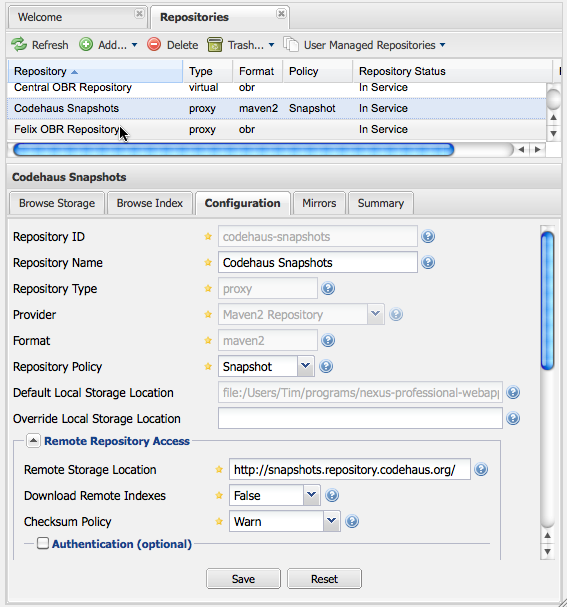 Welcome
Repositories
Refresh Add... Delete Trash... User Managed Repositories
Repository Type Format Policy Repository Status
Central OBR Repository virtual obr In Service
Codehaus Snapshots proxy maven2 Snapshot In Service
Felix OBR Repository proxy obr In Service
Codehaus Snapshots
Browse Storage Browse Index Configuration Mirrors Summary
Repository ID codehaus-snapshots
Repository Name Codehaus Snapshots
Repository Type proxy
Provider Maven2 Repository
Format maven2
Repository Policy Snapshot
Default Local Storage Location file:/Users/Tim/programs/nexus-professional-webapp
Override Local Storage Location
Remote Repository Access
Remote Storage Location http://snapshots.repository.codehaus.org/
Download Remote Indexes False
Checksum Policy Warn
Authentication (optional)
Save Reset